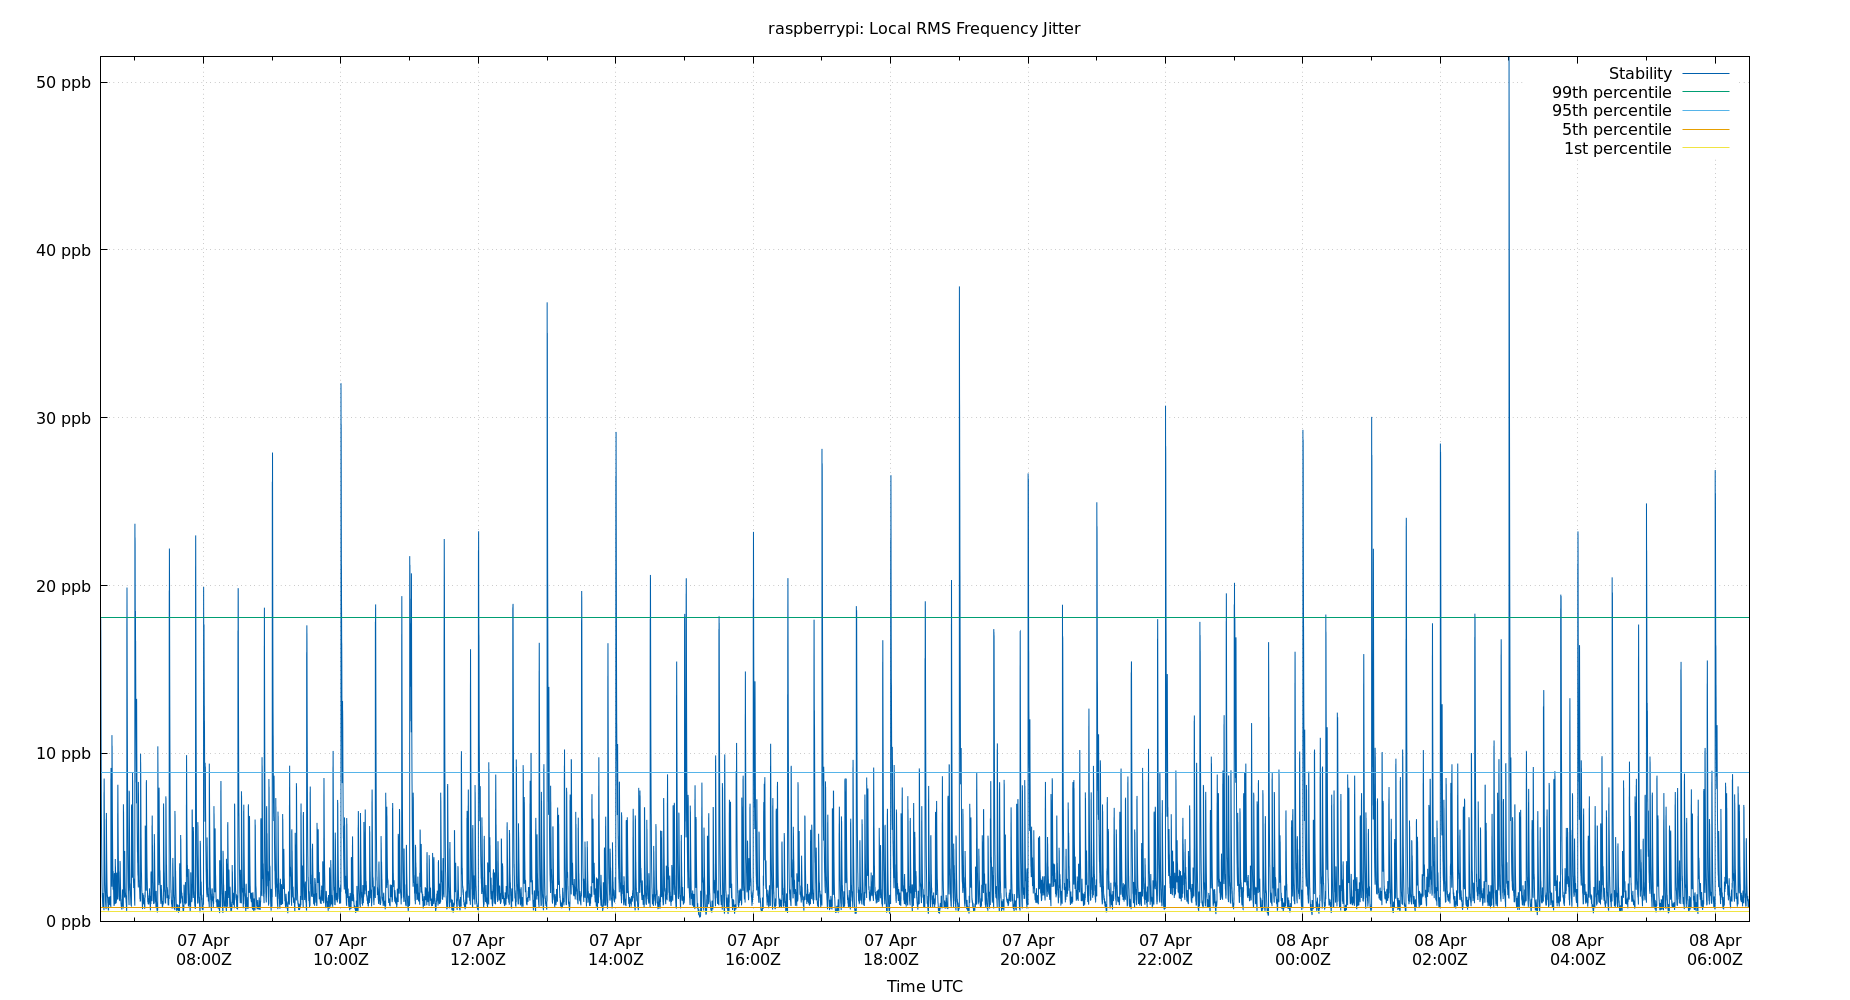 raspberrypi: Local RMS Frequency Jitter
Stability
99th percentile
95th percentile
5th percentile
1st percentile
50 ppb
40 ppb
30 ppb
20 ppb
10 ppb
0 ppb
07 Apr 07 Apr 07 Apr 07 Apr 07 Apr 07 Apr 07 Apr 07 Apr 08 Apr 08 Apr 08 Apr 08 Apr
08:00Z 10:00Z 12:00Z 14:00Z 16:00Z 18:00Z 20:00Z 22:00Z 00:00Z 02:00Z 04:00Z 06:00Z
Time UTC